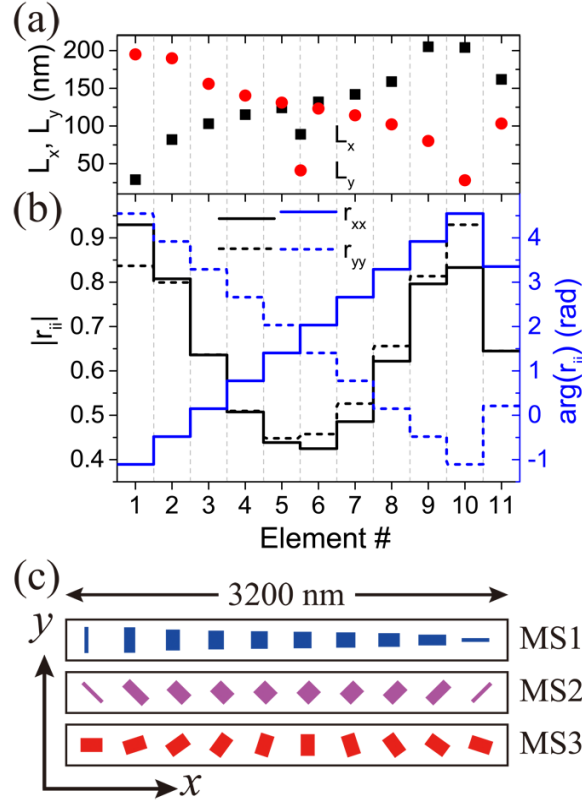 (a)
200
150
100
50
Lx, Ly (nm)
Lx
Ly
(b)
0.9
0.8
0.7
0.6
0.5
0.4
|rii|
rxx
ryy
4
3
2
1
0
-1
arg(rii) (rad)
1 2 3 4 5 6 7 8 9 10 11
Element #
(c)
3200 nm
y
MS1
MS2
MS3
x